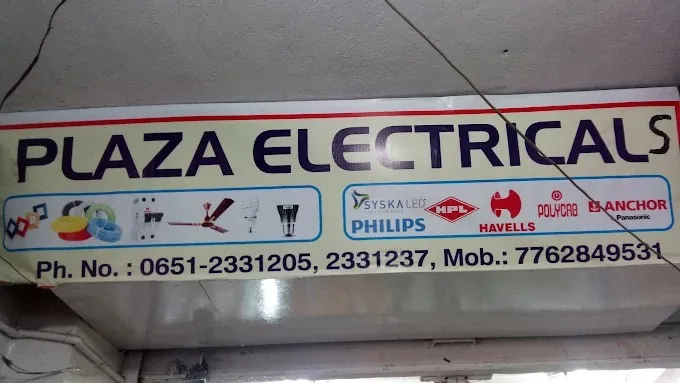 PLAZA ELECTRICALS
SYSKA LED HPL HAVELLS POLYCAB ANCHOR
PHILIPS Panasonic
Ph. No. : 0651-2331205, 2331237, Mob.: 7762849531